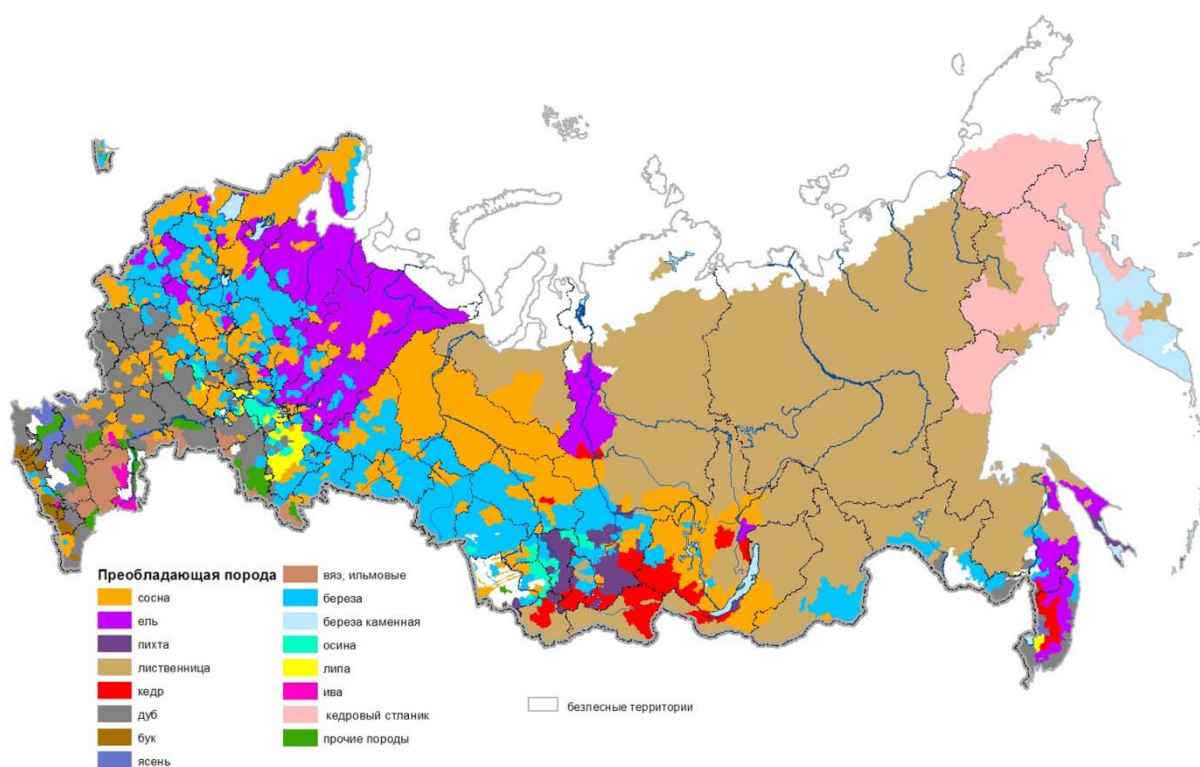 Преобладающая порода
сосна
ель
пихта
лиственница
кедр
дуб
бук
ясень
вяз, ильмовые
береза
береза каменная
осина
липа
ива
кедровый стланик
прочие породы
безлесные территории